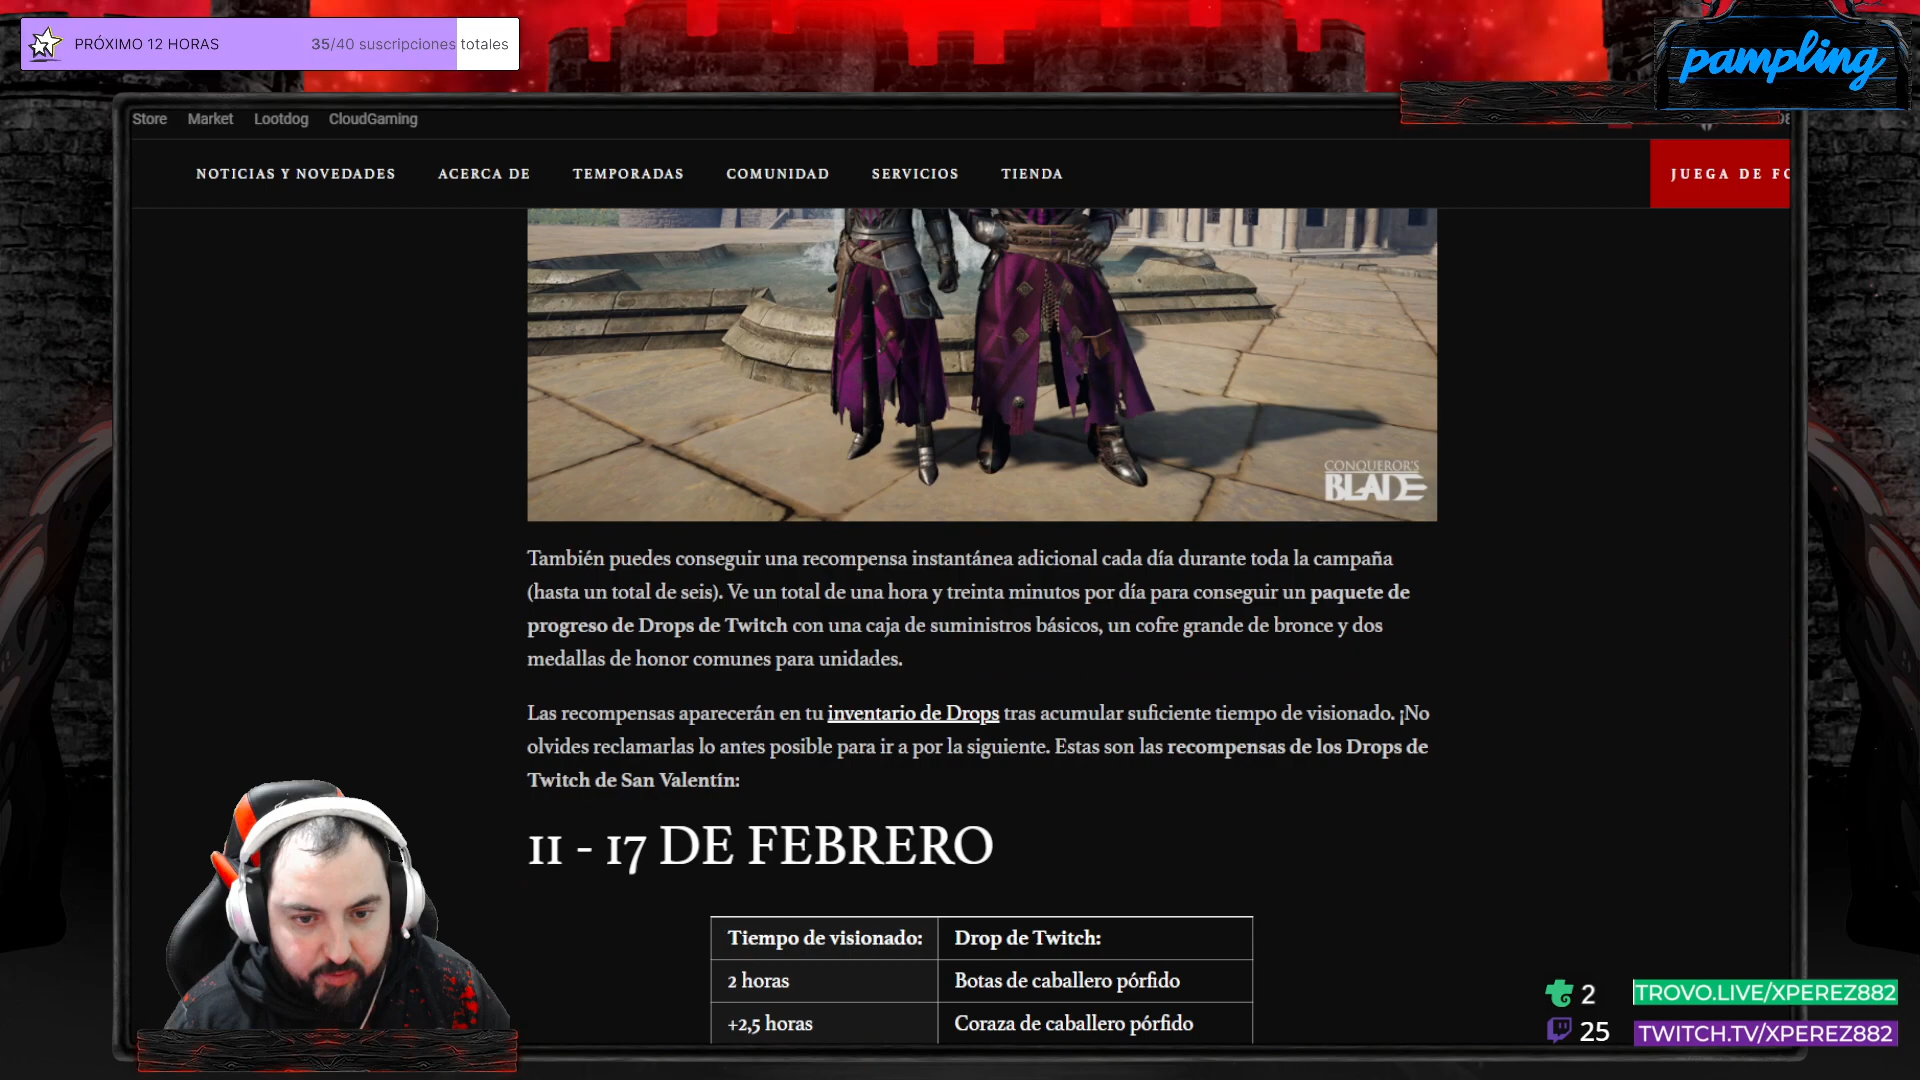 PRÓXIMO 12 HORAS
35/40 suscripciones totales
pampling
Store Market Lootdog CloudGaming
NOTICIAS Y NOVEDADES ACERCA DE TEMPORADAS COMUNIDAD SERVICIOS TIENDA
JUEGA DE FO
CONQUEROR'S
BLADE
También puedes conseguir una recompensa instantánea adicional cada día durante toda la campaña
(hasta un total de seis). Ve un total de una hora y treinta minutos por día para conseguir un paquete de
progreso de Drops de Twitch con una caja de suministros básicos, un cofre grande de bronce y dos
medallas de honor comunes para unidades.
Las recompensas aparecerán en tu inventario de Drops tras acumular suficiente tiempo de visionado. ¡No
olvides reclamarlas lo antes posible para ir a por la siguiente. Estas son las recompensas de los Drops de
Twitch de San Valentín:
11 - 17 DE FEBRERO
Tiempo de visionado: Drop de Twitch:
2 horas Botas de caballero pórfido
+2,5 horas Coraza de caballero pórfido
2 TROVO.LIVE/XPEREZ882
25 TWITCH.TV/XPEREZ882